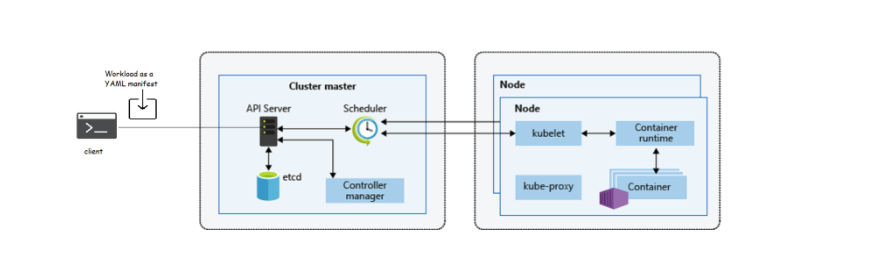 Workload as a
YAML manifest
>_
client
Cluster master
API Server
Scheduler
etcd
Controller
manager
Node
Node
kubelet
Container
runtime
kube-proxy
Container